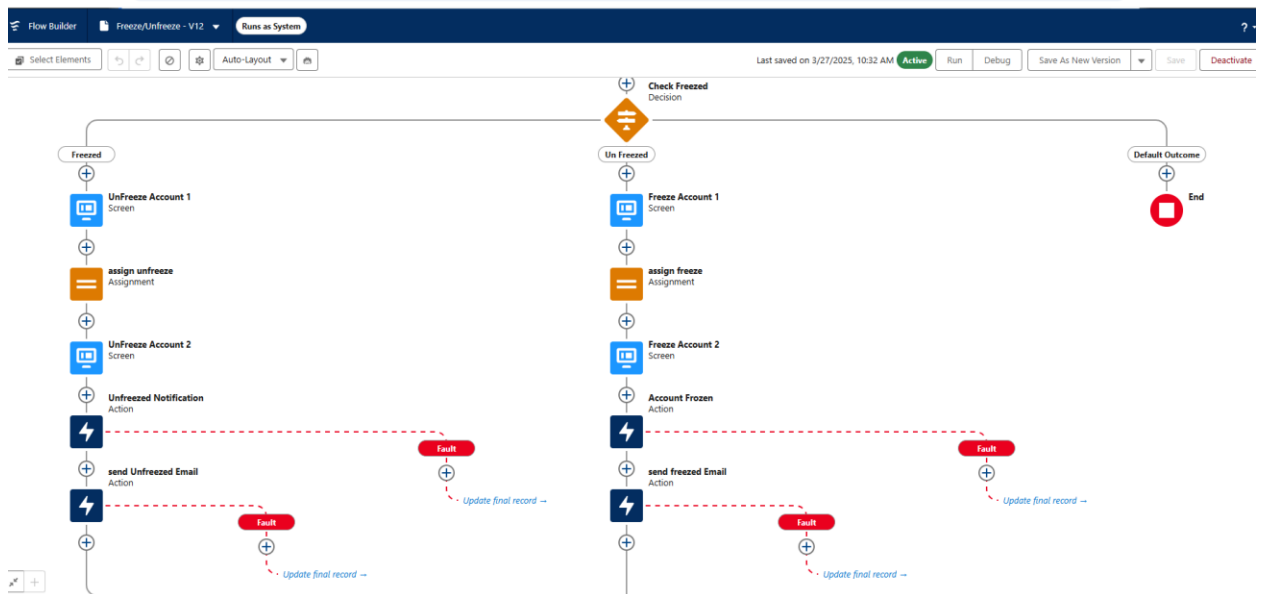 Flow Builder
Freeze/Unfreeze - V12
Runs as System
?
Select Elements
Auto-Layout
Last saved on 3/27/2025, 10:32 AM
Active
Run
Debug
Save As New Version
Save
Deactivate
Check Freezed
Decision
Freezed
Un Freezed
Default Outcome
UnFreeze Account 1
Screen
Freeze Account 1
Screen
End
assign unfreeze
Assignment
assign freeze
Assignment
UnFreeze Account 2
Screen
Freeze Account 2
Screen
Unfreezed Notification
Action
Account Frozen
Action
Fault
Fault
send Unfreezed Email
Action
send freezed Email
Action
Update final record →
Update final record →
Fault
Fault
Update final record →
Update final record →